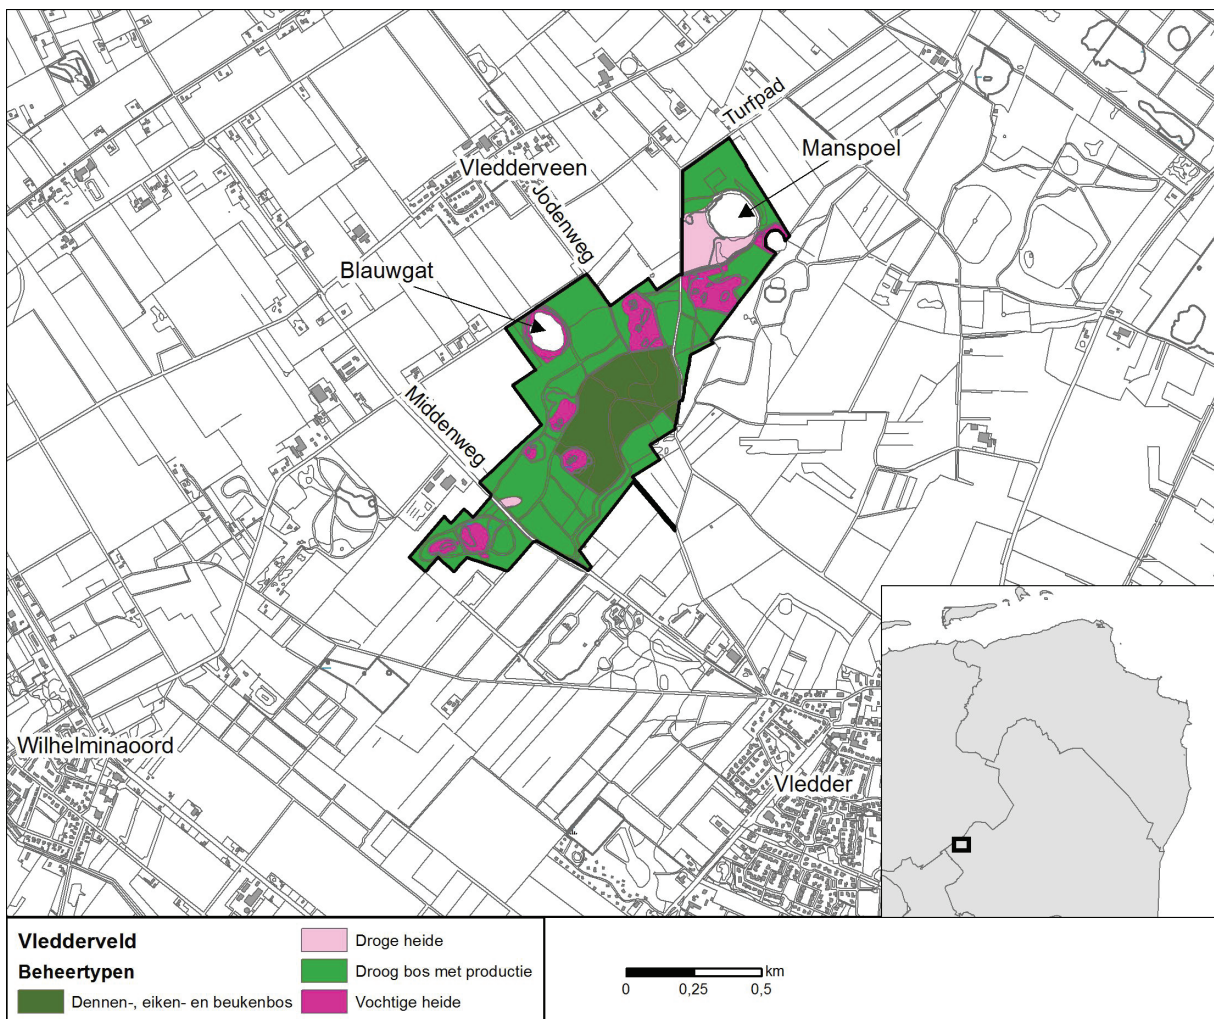 Turfpad
Manspoel
Vledderveen
Jodenweg
Blauwgat
Middenweg
Wilhelminaoord
Vledder
Vledderveld
Beheertypen
Dennen-, eiken- en beukenbos
Droge heide
Droog bos met productie
Vochtige heide
km
0 0,25 0,5